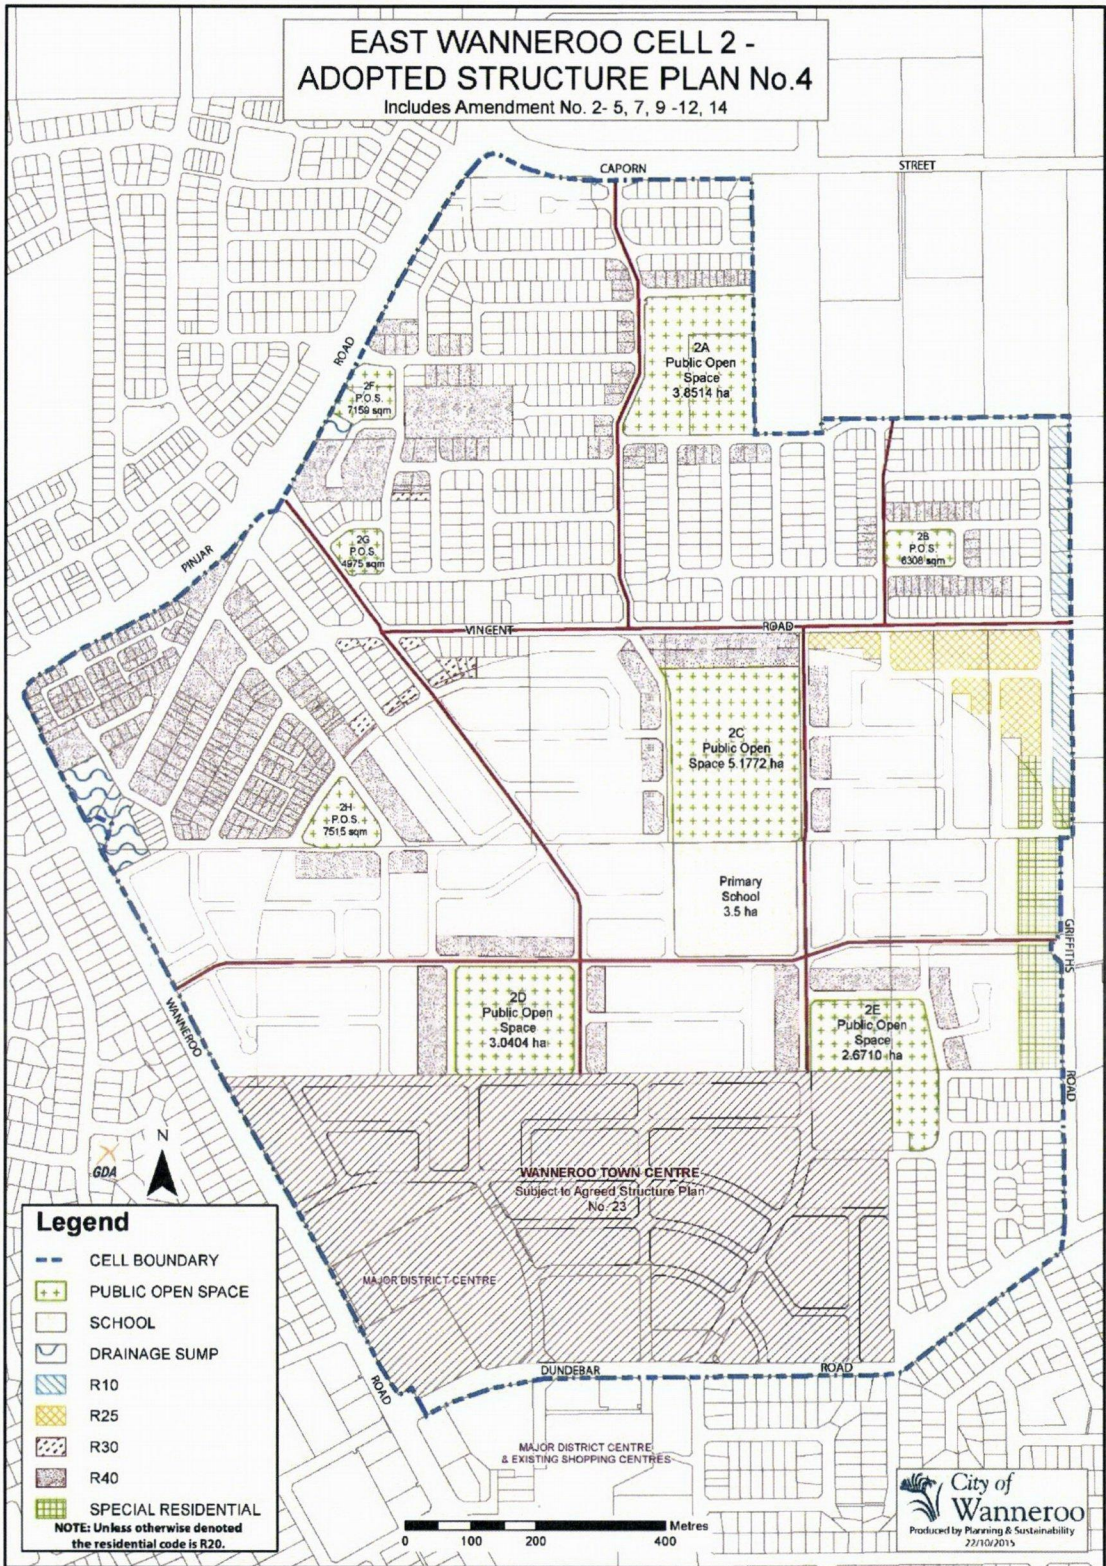 EAST WANNEROO CELL 2 -
ADOPTED STRUCTURE PLAN No.4
Includes Amendment No. 2- 5, 7, 9 -12, 14
CAPORN
STREET
ROAD
2A
Public Open
Space
3.8514 ha
2F
P.O.S.
7159 sqm
PINJAR
2G
P.O.S.
4975 sqm
2B
P.O.S.
6308 sqm
VINCENT
ROAD
2C
Public Open
Space 5.1772 ha
2H
P.O.S.
7515 sqm
Primary
School
3.5 ha
GRIFFITHS
ROAD
WANNEROO
ROAD
2D
Public Open
Space
3.0404 ha
2E
Public Open
Space
2.6710 ha
WANNEROO TOWN CENTRE
Subject to Agreed Structure Plan
No. 23
MAJOR DISTRICT CENTRE
DUNDEBAR
ROAD
MAJOR DISTRICT CENTRE
& EXISTING SHOPPING CENTRES
GDA
N
Legend
CELL BOUNDARY
PUBLIC OPEN SPACE
SCHOOL
DRAINAGE SUMP
R10
R25
R30
R40
SPECIAL RESIDENTIAL
NOTE: Unless otherwise denoted
the residential code is R20.
Metres
0 100 200 400
City of
Wanneroo
Produced by Planning & Sustainability
22/10/2015